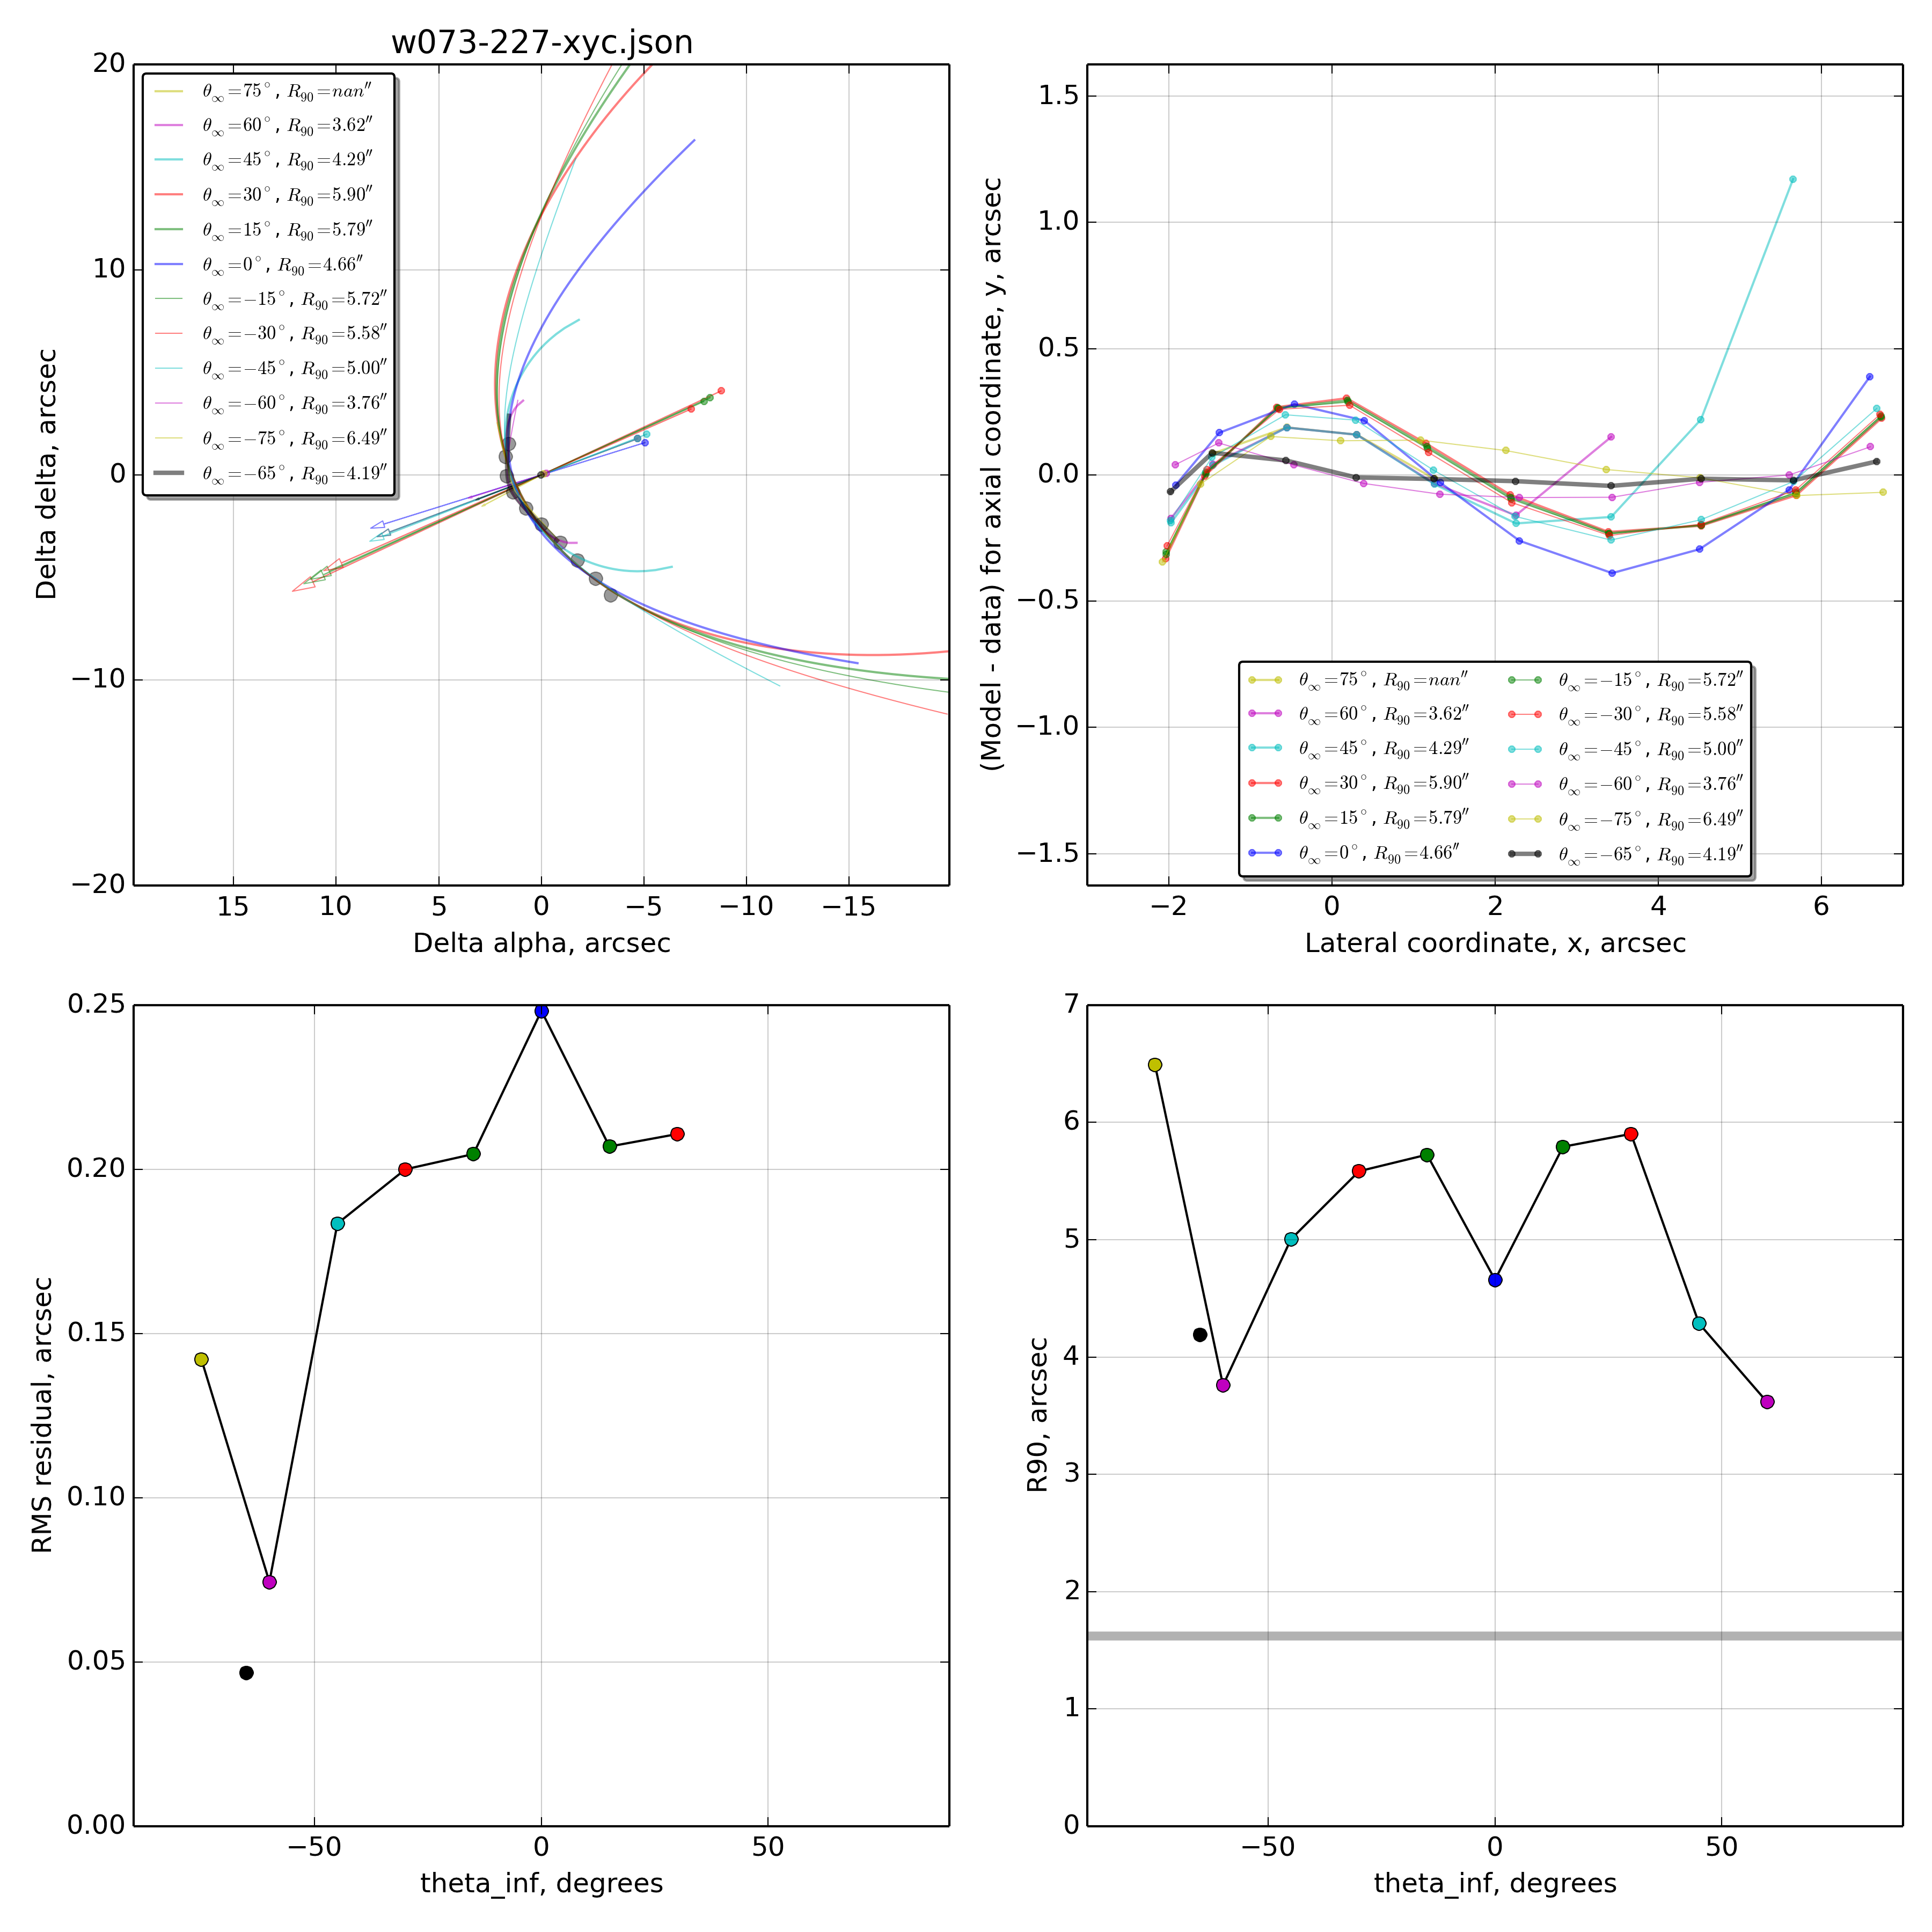 w073-227-xyc.json
20
10
0
−10
−20
15
10
5
0
−5
−10
−15
Delta delta, arcsec
Delta alpha, arcsec
θ∞=75°, R90=nan″
θ∞=60°, R90=3.62″
θ∞=45°, R90=4.29″
θ∞=30°, R90=5.90″
θ∞=15°, R90=5.79″
θ∞=0°, R90=4.66″
θ∞=−15°, R90=5.72″
θ∞=−30°, R90=5.58″
θ∞=−45°, R90=5.00″
θ∞=−60°, R90=3.76″
θ∞=−75°, R90=6.49″
θ∞=−65°, R90=4.19″
1.5
1.0
0.5
0.0
−0.5
−1.0
−1.5
−2
0
2
4
6
(Model - data) for axial coordinate, y, arcsec
Lateral coordinate, x, arcsec
θ∞=75°, R90=nan″
θ∞=60°, R90=3.62″
θ∞=45°, R90=4.29″
θ∞=30°, R90=5.90″
θ∞=15°, R90=5.79″
θ∞=0°, R90=4.66″
θ∞=−15°, R90=5.72″
θ∞=−30°, R90=5.58″
θ∞=−45°, R90=5.00″
θ∞=−60°, R90=3.76″
θ∞=−75°, R90=6.49″
θ∞=−65°, R90=4.19″
0.25
0.20
0.15
0.10
0.05
0.00
−50
0
50
RMS residual, arcsec
theta_inf, degrees
7
6
5
4
3
2
1
0
−50
0
50
R90, arcsec
theta_inf, degrees